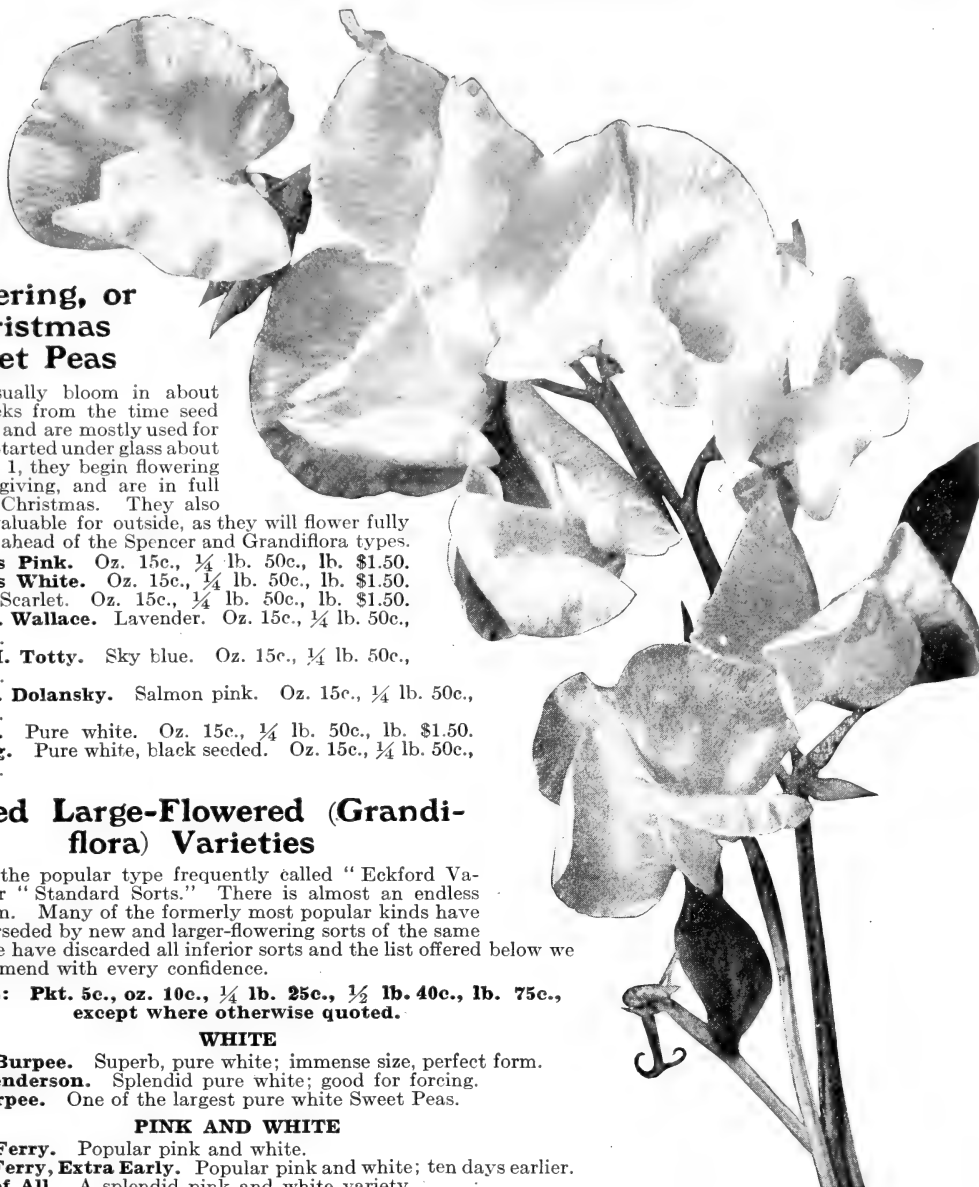 ering, or
ristmas
et Peas
sually bloom in about
eks from the time seed
and are mostly used for
tarted under glass about
1, they begin flowering
giving, and are in full
Christmas. They also
aluable for outside, as they will flower fully
ahead of the Spencer and Grandiflora types.
s Pink. Oz. 15c., ¼ lb. 50c., lb. $1.50.
s White. Oz. 15c., ¼ lb. 50c., lb. $1.50.
Scarlet. Oz. 15c., ¼ lb. 50c., lb. $1.50.
. Wallace. Lavender. Oz. 15c., ¼ lb. 50c.,
.
I. Totty. Sky blue. Oz. 15c., ¼ lb. 50c.,
.
. Dolansky. Salmon pink. Oz. 15c., ¼ lb. 50c.,
.
. Pure white. Oz. 15c., ¼ lb. 50c., lb. $1.50.
g. Pure white, black seeded. Oz. 15c., ¼ lb. 50c.,
.
ed Large-Flowered (Grandi-
flora) Varieties
the popular type frequently called " Eckford Va-
r " Standard Sorts." There is almost an endless
n. Many of the formerly most popular kinds have
rseded by new and larger-flowering sorts of the same
e have discarded all inferior sorts and the list offered below we
mend with every confidence.
: Pkt. 5c., oz. 10c., ¼ lb. 25c., ½ lb. 40c., lb. 75c.,
except where otherwise quoted.
WHITE
Burpee. Superb, pure white; immense size, perfect form.
enderson. Splendid pure white; good for forcing.
rpee. One of the largest pure white Sweet Peas.
PINK AND WHITE
Ferry. Popular pink and white.
Ferry, Extra Early. Popular pink and white; ten days earlier.
of All. A splendid pink and white variety.